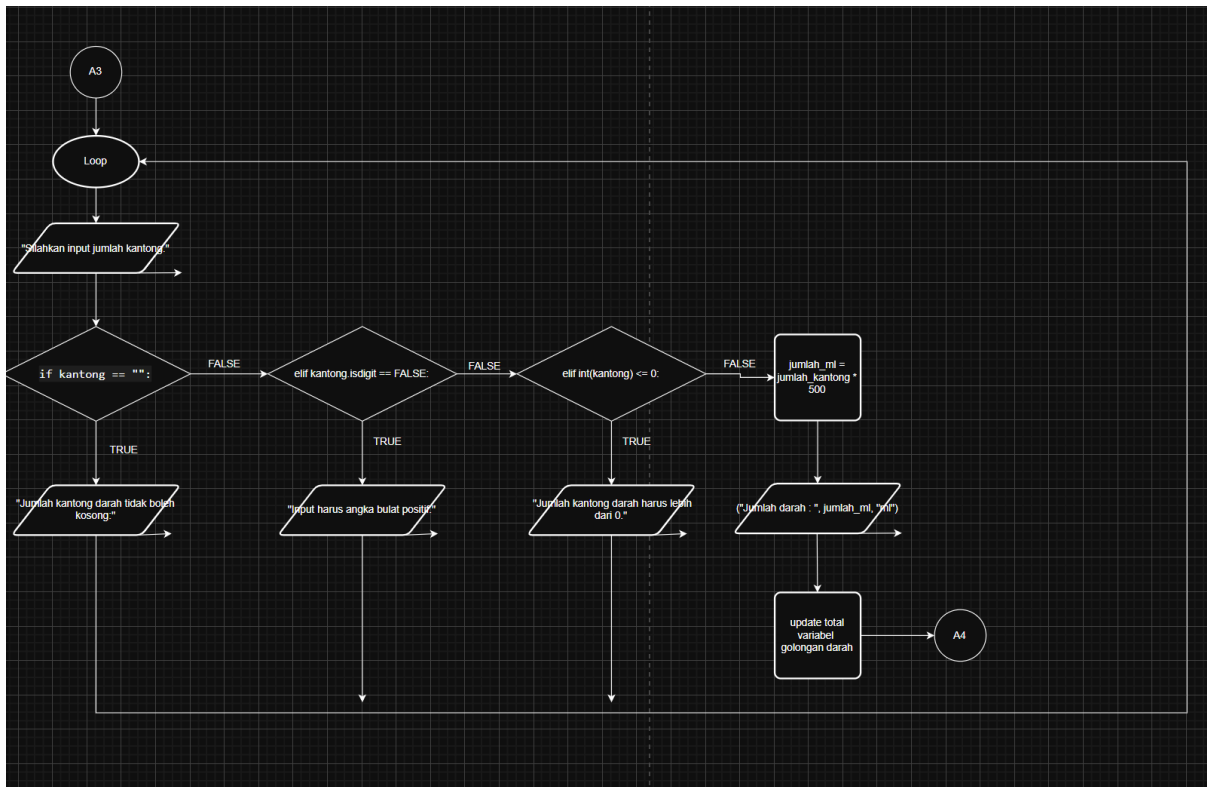 A3
Loop
"Silahkan input jumlah kantong:"
if kantong == "":
FALSE
elif kantong.isdigit == FALSE:
FALSE
elif int(kantong) <= 0:
FALSE
jumlah_ml =
jumlah_kantong *
500
TRUE
TRUE
TRUE
"Jumlah kantong darah tidak boleh
kosong:"
"Input harus angka bulat positif."
"Jumlah kantong darah harus lebih
dari 0."
("Jumlah darah : ", jumlah_ml, "ml")
update total
variabel
golongan darah
A4